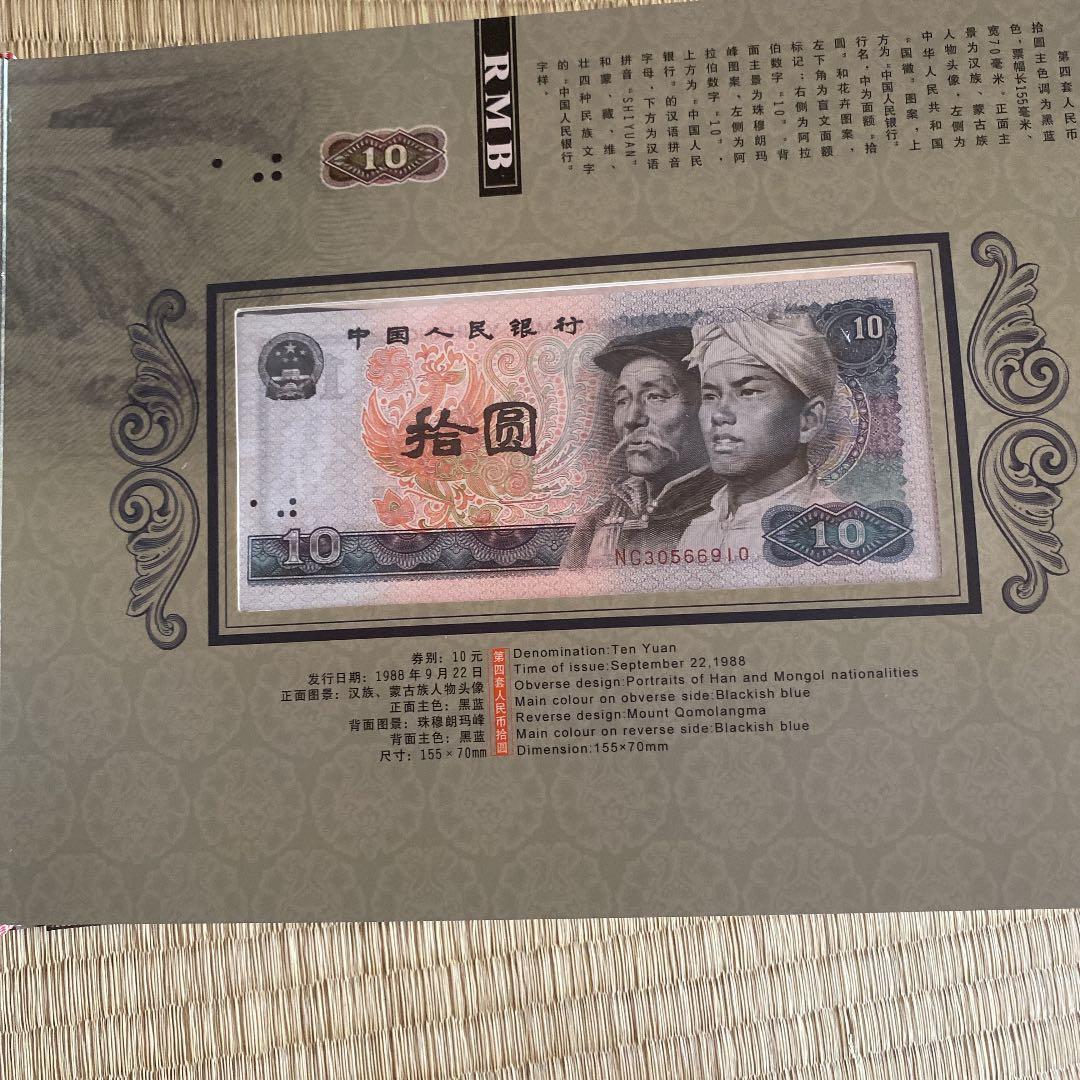 第四套人民币
拾圆主色调为黑蓝
色，票幅长155毫米、
宽70毫米。正面主
景为汉族、蒙古族
人物头像，左侧为
中华人民共和国
“国徽”图案，上
方为“中国人民银行”
行名，中为面额“拾
圆”和花卉图案，
左下角为盲文面额
标记；右侧为阿拉
伯数字“10”。背
面主景为珠穆朗玛
峰图案，左侧为阿
拉伯数字“10”，
上方为“中国人民
银行”的汉语拼音
字母，下方为汉语
拼音“SHIYUAN”
和蒙、藏、维、
壮四种民族文字
的“中国人民银行”
字样。
RMB
10
中国人民银行
10
拾圆
10
10
NG30566910
券别：10元
发行日期：1988年9月22日
正面图景：汉族、蒙古族人物头像
正面主色：黑蓝
背面图景：珠穆朗玛峰
背面主色：黑蓝
尺寸：155×70mm
第四套人民币拾圆
Denomination:Ten Yuan
Time of issue:September 22,1988
Obverse design:Portraits of Han and Mongol nationalities
Main colour on obverse side:Blackish blue
Reverse design:Mount Qomolangma
Main colour on reverse side:Blackish blue
Dimension:155×70mm